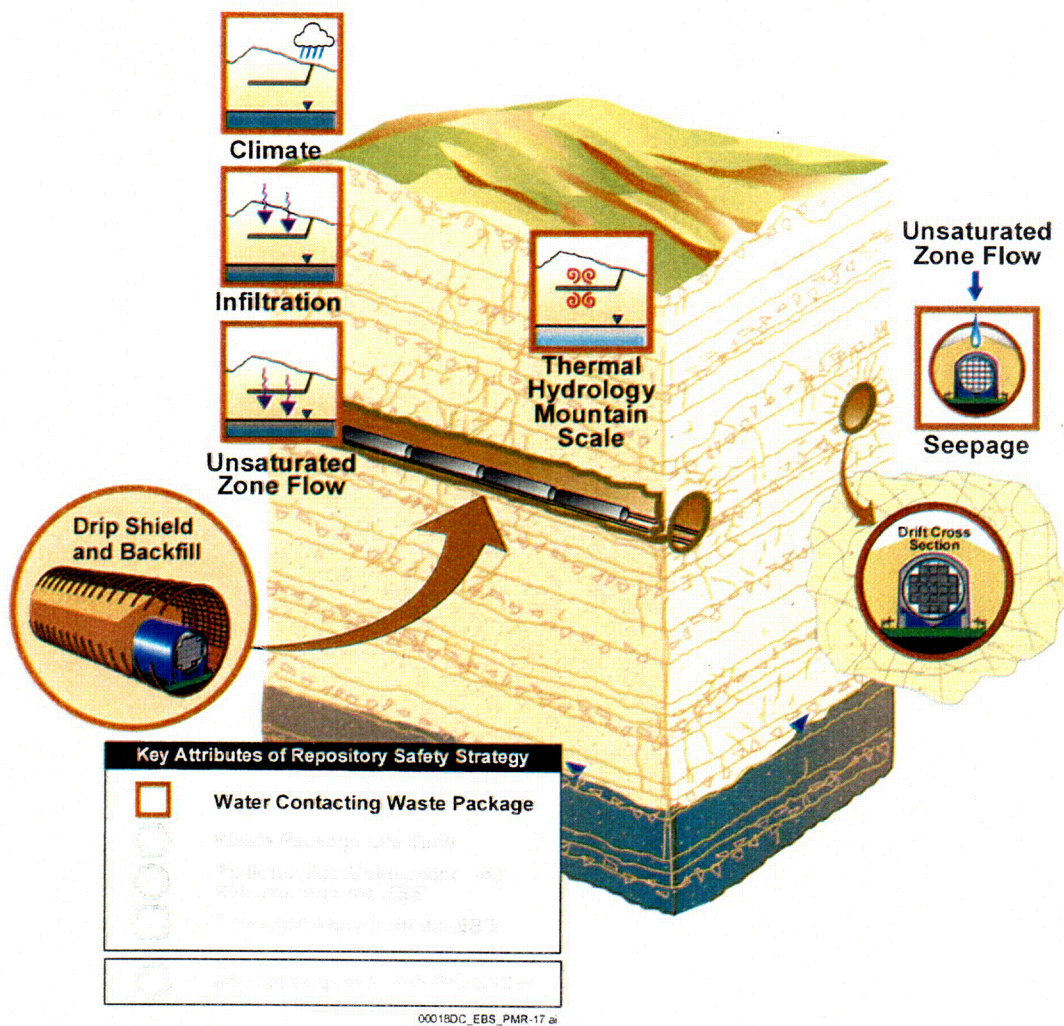 Climate
Infiltration
Unsaturated
Zone Flow
Thermal
Hydrology
Mountain
Scale
Unsaturated
Zone Flow
Seepage
Drift Cross
Section
Drip Shield
and Backfill
Key Attributes of Repository Safety Strategy
Water Contacting Waste Package
00018DC_EBS_PMR-17.ai